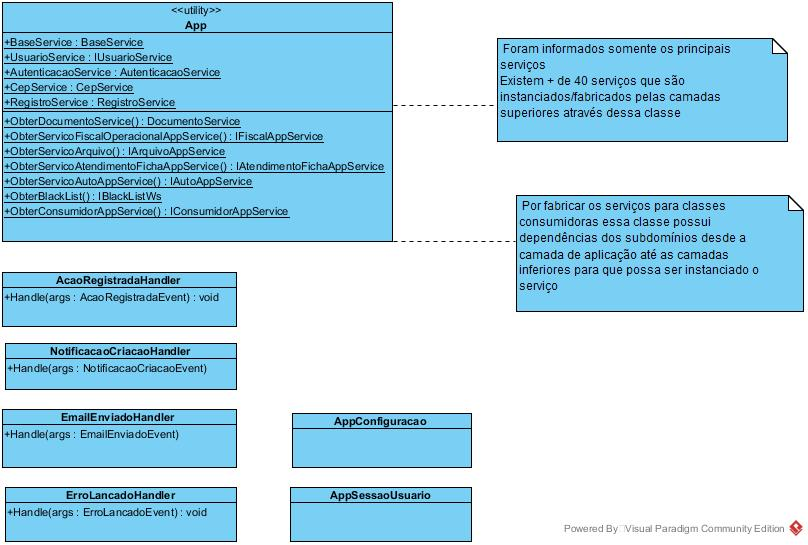 <<utility>>
App
+BaseService : BaseService
+UsuarioService : IUsuarioService
+AutenticacaoService : AutenticacaoService
+CepService : CepService
+RegistroService : RegistroService
+ObterDocumentoService() : DocumentoService
+ObterServicoFiscalOperacionalAppService() : IFiscalAppService
+ObterServicoArquivo() : IArquivoAppService
+ObterServicoAtendimentoFichaAppService() : IAtendimentoFichaAppService
+ObterServicoAutoAppService() : IAutoAppService
+ObterBlackList() : IBlackListWs
+ObterConsumidorAppService() : IConsumidorAppService
Foram informados somente os principais
serviços
Existem + de 40 serviços que são
instanciados/fabricados pelas camadas
superiores através dessa classe
Por fabricar os serviços para classes
consumidoras essa classe possui
dependências dos subdomínios desde a
camada de aplicação até as camadas
inferiores para que possa ser instanciado o
serviço
AcaoRegistradaHandler
+Handle(args : AcaoRegistradaEvent) : void
NotificacaoCriacaoHandler
+Handle(args : NotificacaoCriacaoEvent)
EmailEnviadoHandler
+Handle(args : EmailEnviadoEvent)
AppConfiguracao
ErroLancadoHandler
+Handle(args : ErroLancadoEvent) : void
AppSessaoUsuario
Powered By Visual Paradigm Community Edition